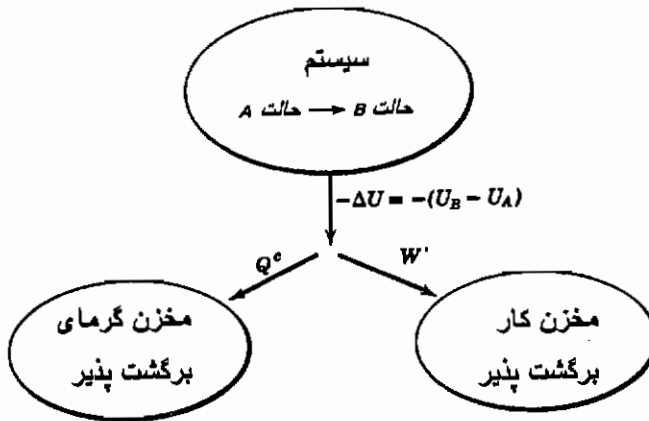 سیستم
حالت A ⟶ حالت B
−ΔU = −(U_B − U_A)
Q^c
W'
مخزن گرمای
برگشت پذیر
مخزن کار
برگشت پذیر